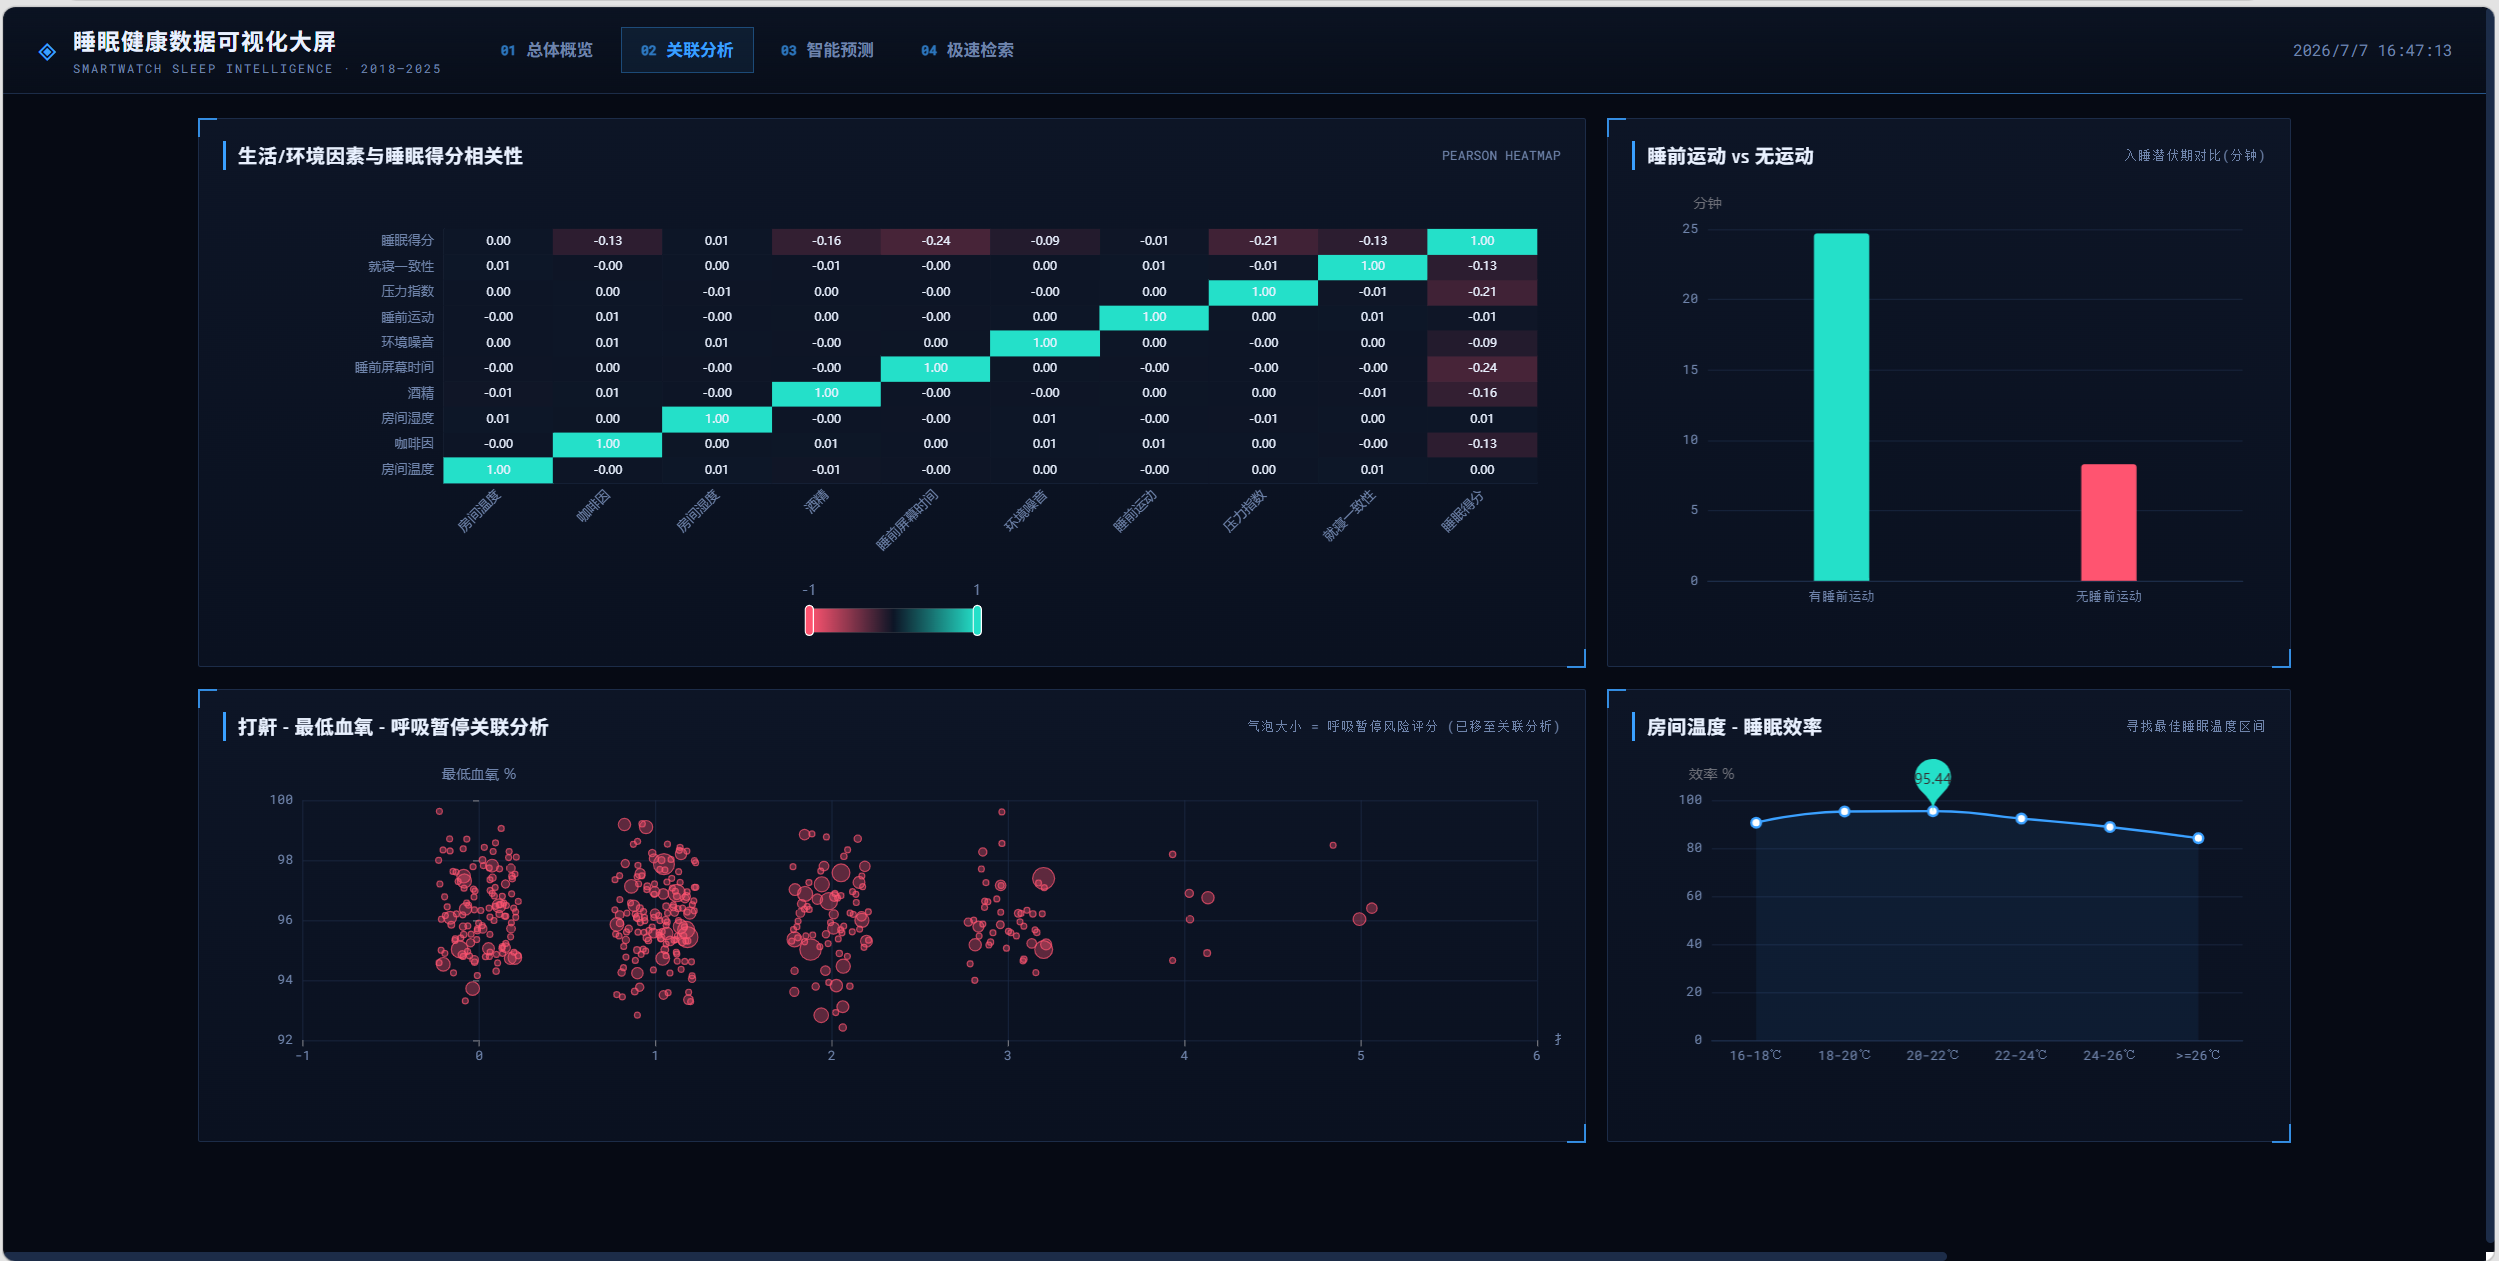 睡眠健康数据可视化大屏
SMARTWATCH SLEEP INTELLIGENCE · 2018-2025
01 总体概览
02 关联分析
03 智能预测
04 极速检索
2026/7/7 16:47:13
生活/环境因素与睡眠得分相关性
PEARSON HEATMAP
睡眠得分 0.00 -0.13 0.01 -0.16 -0.24 -0.09 -0.01 -0.21 -0.13 1.00
就寝一致性 0.01 -0.00 0.00 -0.01 -0.00 0.00 0.01 -0.01 1.00 -0.13
压力指数 0.00 0.00 -0.01 0.00 -0.00 -0.00 0.00 1.00 -0.01 -0.21
睡前运动 -0.00 0.01 -0.00 0.00 -0.00 0.00 1.00 0.00 0.01 -0.01
环境噪音 0.00 0.01 0.01 -0.00 0.00 1.00 0.00 -0.00 0.00 -0.09
睡前屏幕时间 -0.00 0.00 -0.00 -0.00 1.00 0.00 -0.00 -0.00 -0.00 -0.24
酒精 -0.01 0.01 -0.00 1.00 -0.00 -0.00 0.00 0.00 -0.01 -0.16
房间湿度 0.01 0.00 1.00 -0.00 -0.00 0.01 -0.00 -0.01 0.00 0.01
咖啡因 -0.00 1.00 0.00 0.01 0.00 0.01 0.01 0.00 -0.00 -0.13
房间温度 1.00 -0.00 0.01 -0.01 -0.00 0.00 -0.00 0.00 0.01 0.00
房间温度 咖啡因 房间湿度 酒精 睡前屏幕时间 环境噪音 睡前运动 压力指数 就寝一致性 睡眠得分
-1 1
睡前运动 vs 无运动
入睡潜伏期对比(分钟)
分钟
25
20
15
10
5
0
有睡前运动 无睡前运动
打鼾 - 最低血氧 - 呼吸暂停关联分析
气泡大小 = 呼吸暂停风险评分 (已移至关联分析)
最低血氧 %
100
98
96
94
92
-1 0 1 2 3 4 5 6
房间温度 - 睡眠效率
寻找最佳睡眠温度区间
效率 %
95.44
100
80
60
40
20
0
16-18℃ 18-20℃ 20-22℃ 22-24℃ 24-26℃ >=26℃